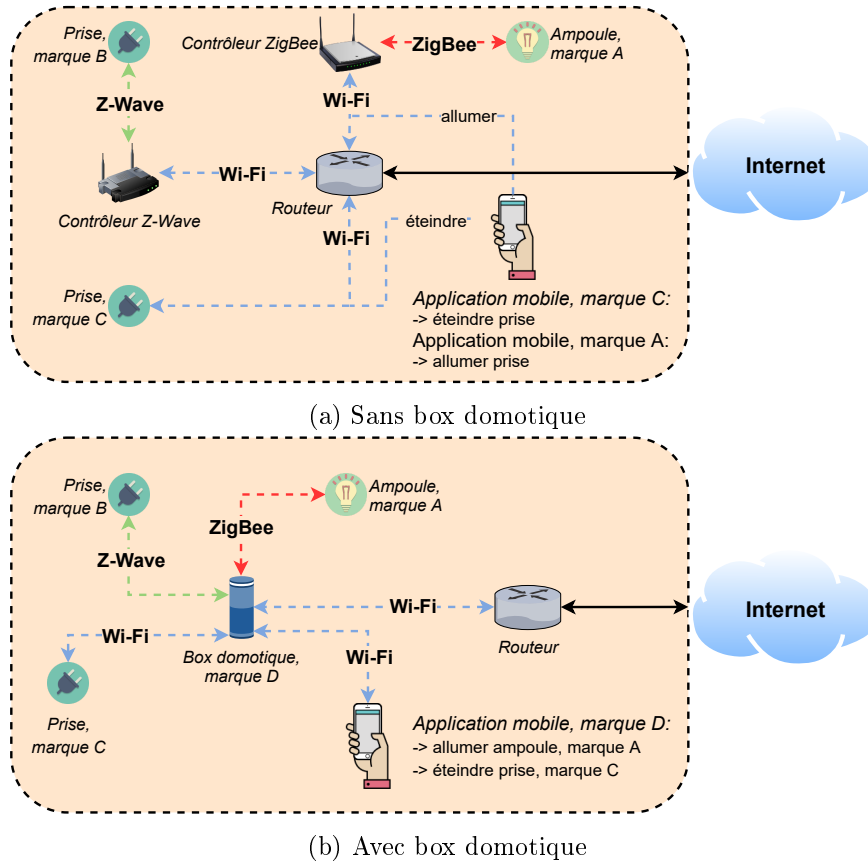 Prise,
marque B
Contrôleur ZigBee
ZigBee
Ampoule,
marque A
Z-Wave
Wi-Fi
allumer
Wi-Fi
Internet
Contrôleur Z-Wave
Routeur
Wi-Fi
éteindre
Prise,
marque C
Application mobile, marque C:
-> éteindre prise
Application mobile, marque A:
-> allumer prise
(a) Sans box domotique
Prise,
marque B
Ampoule,
marque A
ZigBee
Z-Wave
Wi-Fi
Internet
Wi-Fi
Box domotique,
marque D
Wi-Fi
Routeur
Prise,
marque C
Application mobile, marque D:
-> allumer ampoule, marque A
-> éteindre prise, marque C
(b) Avec box domotique